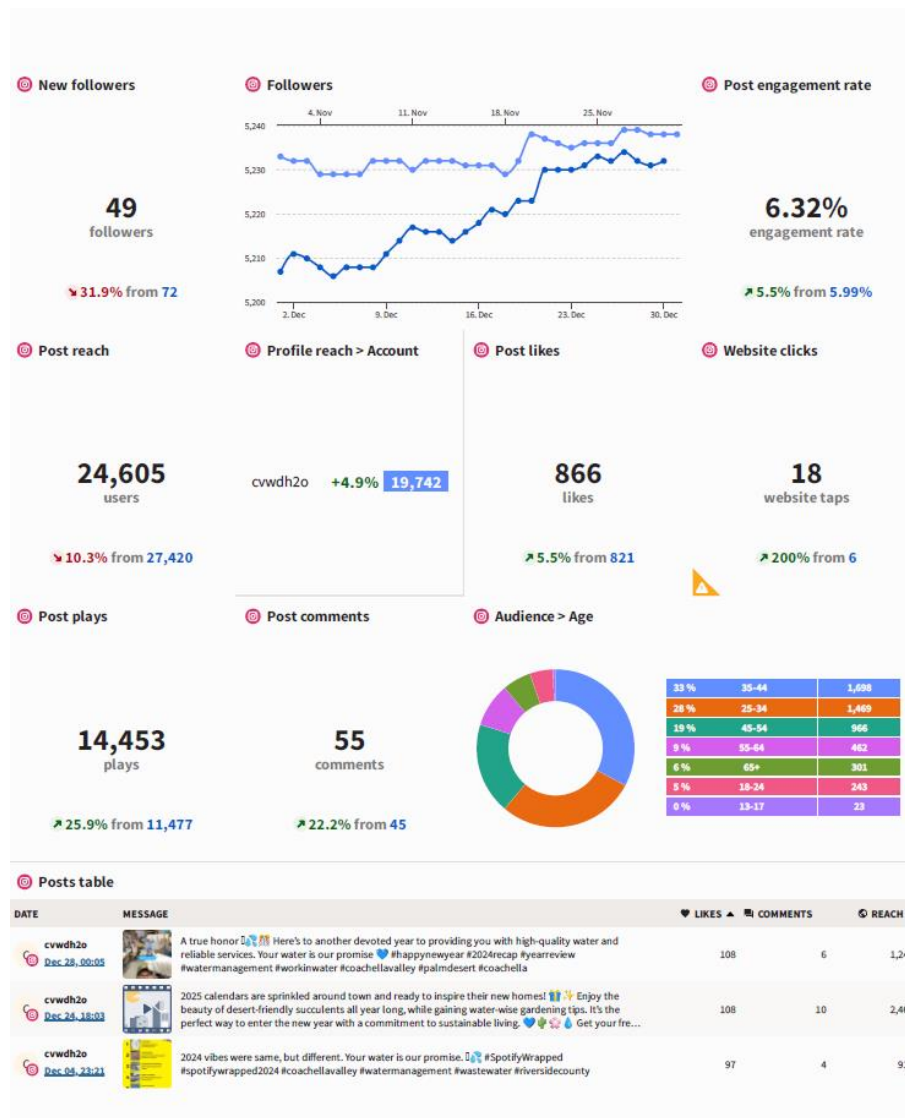 New followers
Followers
Post engagement rate
4. Nov 11. Nov 18. Nov 25. Nov
5,240
5,230
5,220
5,210
5,200
2. Dec 9. Dec 16. Dec 23. Dec 30. Dec
49
followers
31.9% from 72
6.32%
engagement rate
5.5% from 5.99%
Post reach
Profile reach > Account
Post likes
Website clicks
24,605
users
10.3% from 27,420
cvwdh2o +4.9% 19,742
866
likes
5.5% from 821
18
website taps
200% from 6
Post plays
Post comments
Audience > Age
14,453
plays
25.9% from 11,477
55
comments
22.2% from 45
33 % 35-44 1,698
28 % 25-34 1,469
19 % 45-54 966
9 % 55-64 462
6 % 65+ 301
5 % 18-24 243
0 % 13-17 23
Posts table
DATE MESSAGE LIKES COMMENTS REACH
cvwdh2o
Dec 28, 00:05
A true honor 💦🎊 Here's to another devoted year to providing you with high-quality water and
reliable services. Your water is our promise 💙 #happynewyear #2024recap #yearreview
#watermanagement #workinwater #coachellavalley #palmdesert #coachella
108 6 1,24
cvwdh2o
Dec 24, 18:03
2025 calendars are sprinkled around town and ready to inspire their new homes! 🎁✨ Enjoy the
beauty of desert-friendly succulents all year long, while gaining water-wise gardening tips. It's the
perfect way to enter the new year with a commitment to sustainable living. 💙🌵🌸💧 Get your fre...
108 10
cvwdh2o
Dec 04, 23:21
2024 vibes were same, but different. Your water is our promise. 💦 #SpotifyWrapped
#spotifywrapped2024 #coachellavalley #watermanagement #wastewater #riversidecounty
97 4